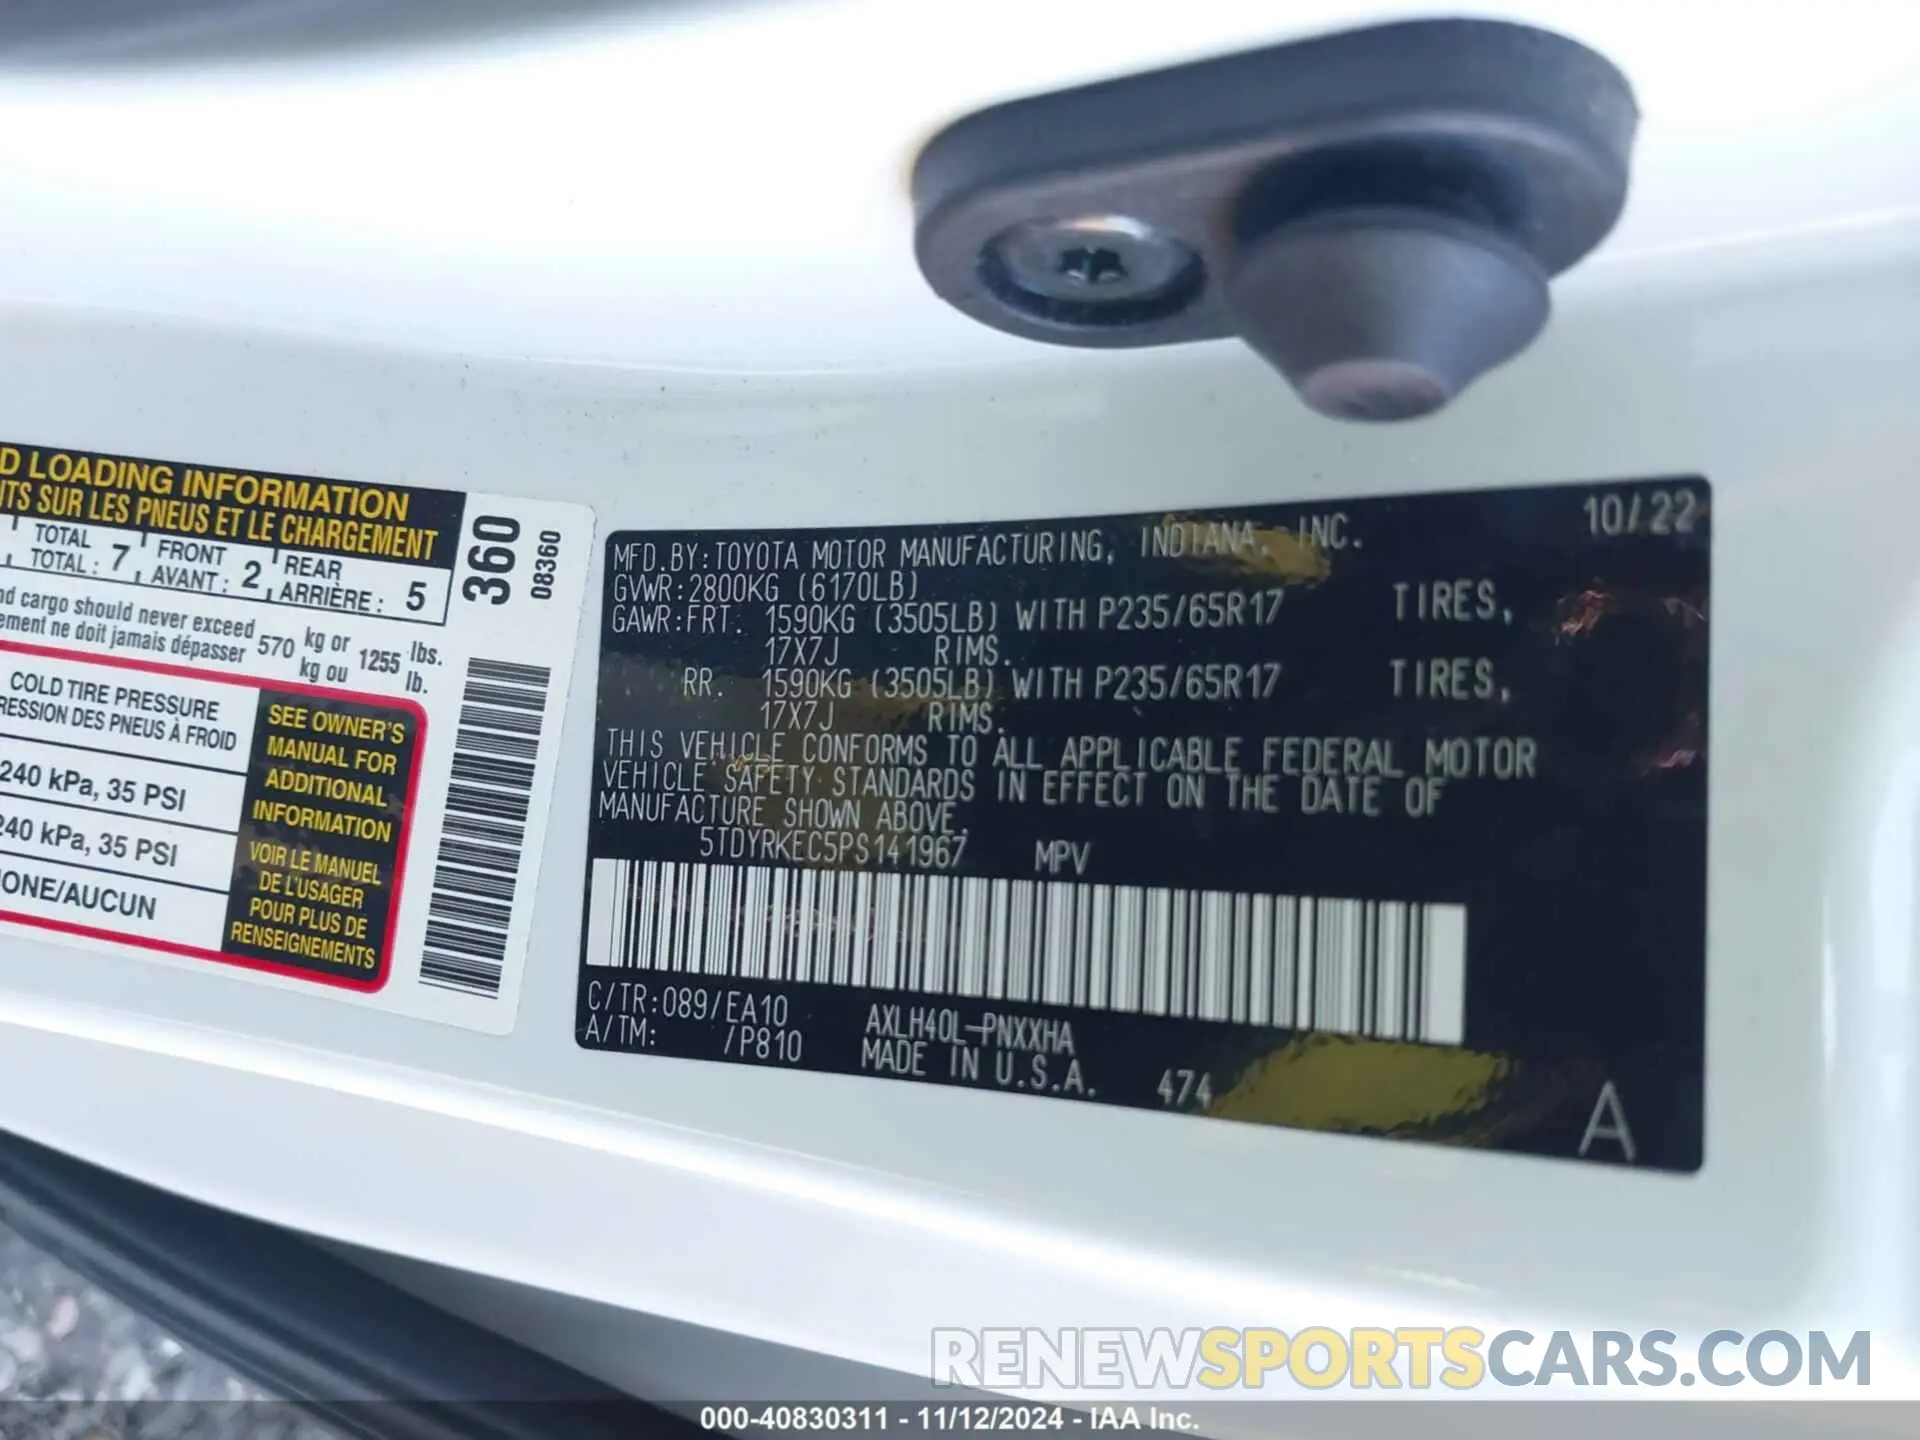 D LOADING INFORMATION
ITS SUR LES PNEUS ET LE CHARGEMENT
TOTAL 7 FRONT 2 REAR 5
TOTAL : AVANT : ARRIÈRE :
nd cargo should never exceed 570 kg or 1255 lbs.
ement ne doit jamais dépasser kg ou lb.
COLD TIRE PRESSURE
RESSION DES PNEUS À FROID
240 kPa, 35 PSI
240 kPa, 35 PSI
ONE/AUCUN
SEE OWNER'S
MANUAL FOR
ADDITIONAL
INFORMATION
VOIR LE MANUEL
DE L'USAGER
POUR PLUS DE
RENSEIGNEMENTS
360
08360
10/22
MFD.BY:TOYOTA MOTOR MANUFACTURING, INDIANA, INC.
GVWR:2800KG (6170LB)
GAWR:FRT. 1590KG (3505LB) WITH P235/65R17 TIRES,
17X7J RIMS.
RR. 1590KG (3505LB) WITH P235/65R17 TIRES,
17X7J RIMS.
THIS VEHICLE CONFORMS TO ALL APPLICABLE FEDERAL MOTOR
VEHICLE SAFETY STANDARDS IN EFFECT ON THE DATE OF
MANUFACTURE SHOWN ABOVE.
5TDYRKEC5PS141967 MPV
C/TR:089/EA10 AXLH40L-PNXXHA
A/TM: /P810 MADE IN U.S.A. 474
A
RENEWSPORTSCARS.COM
000-40830311 - 11/12/2024 - IAA Inc.